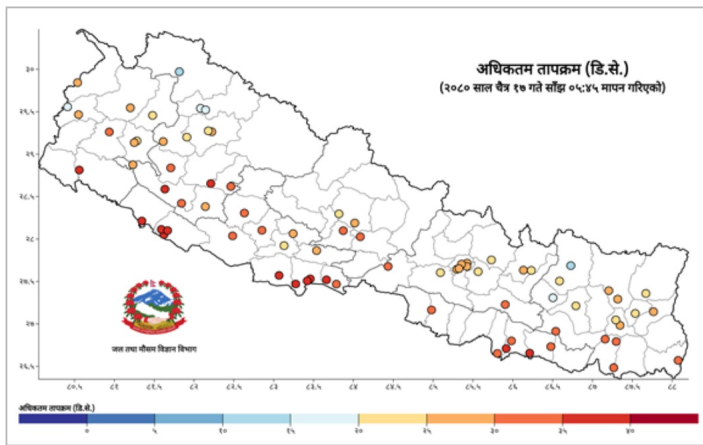 अधिकतम तापक्रम (डि.से.)
(२०८० साल चैत्र १७ गते साँझ ०५:४५ मापन गरिएको)
३०
२९.५
२९
२८.५
२८
२७.५
२७
२६.५
जल तथा मौसम विज्ञान विभाग
८०.५ ८१ ८१.५ ८२ ८२.५ ८३ ८३.५ ८४ ८४.५ ८५ ८५.५ ८६ ८६.५ ८७ ८७.५ ८८
अधिकतम तापक्रम (डि.से.)
० ५ १० १५ २० २५ ३० ३५ ४०